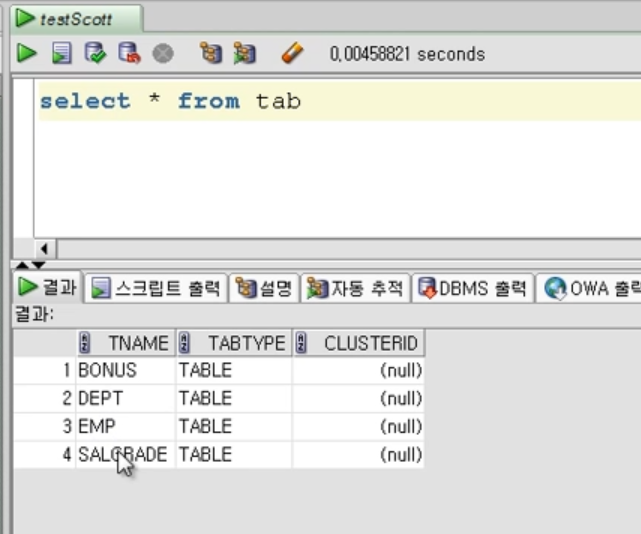 testScott
0,00458821 seconds
select * from tab
결과 스크립트 출력 설명 자동 추적 DBMS 출력 OWA 출력
결과:
TNAME TABTYPE CLUSTERID
1 BONUS TABLE (null)
2 DEPT TABLE (null)
3 EMP TABLE (null)
4 SALGRADE TABLE (null)